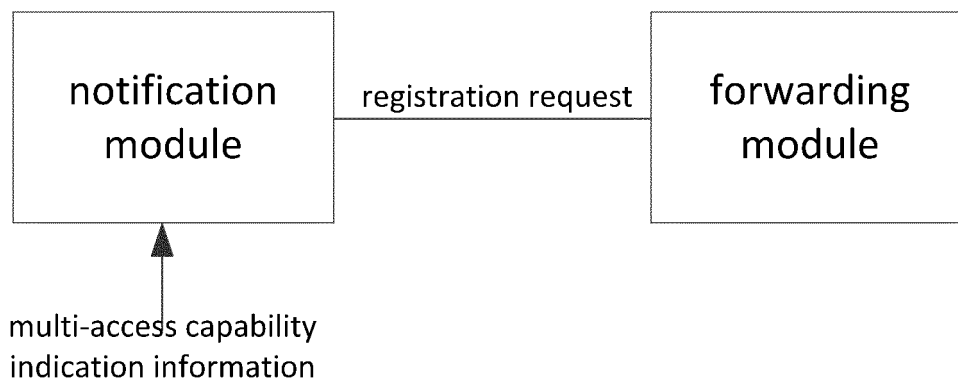 notification
module
registration request
forwarding
module
multi-access capability
indication information